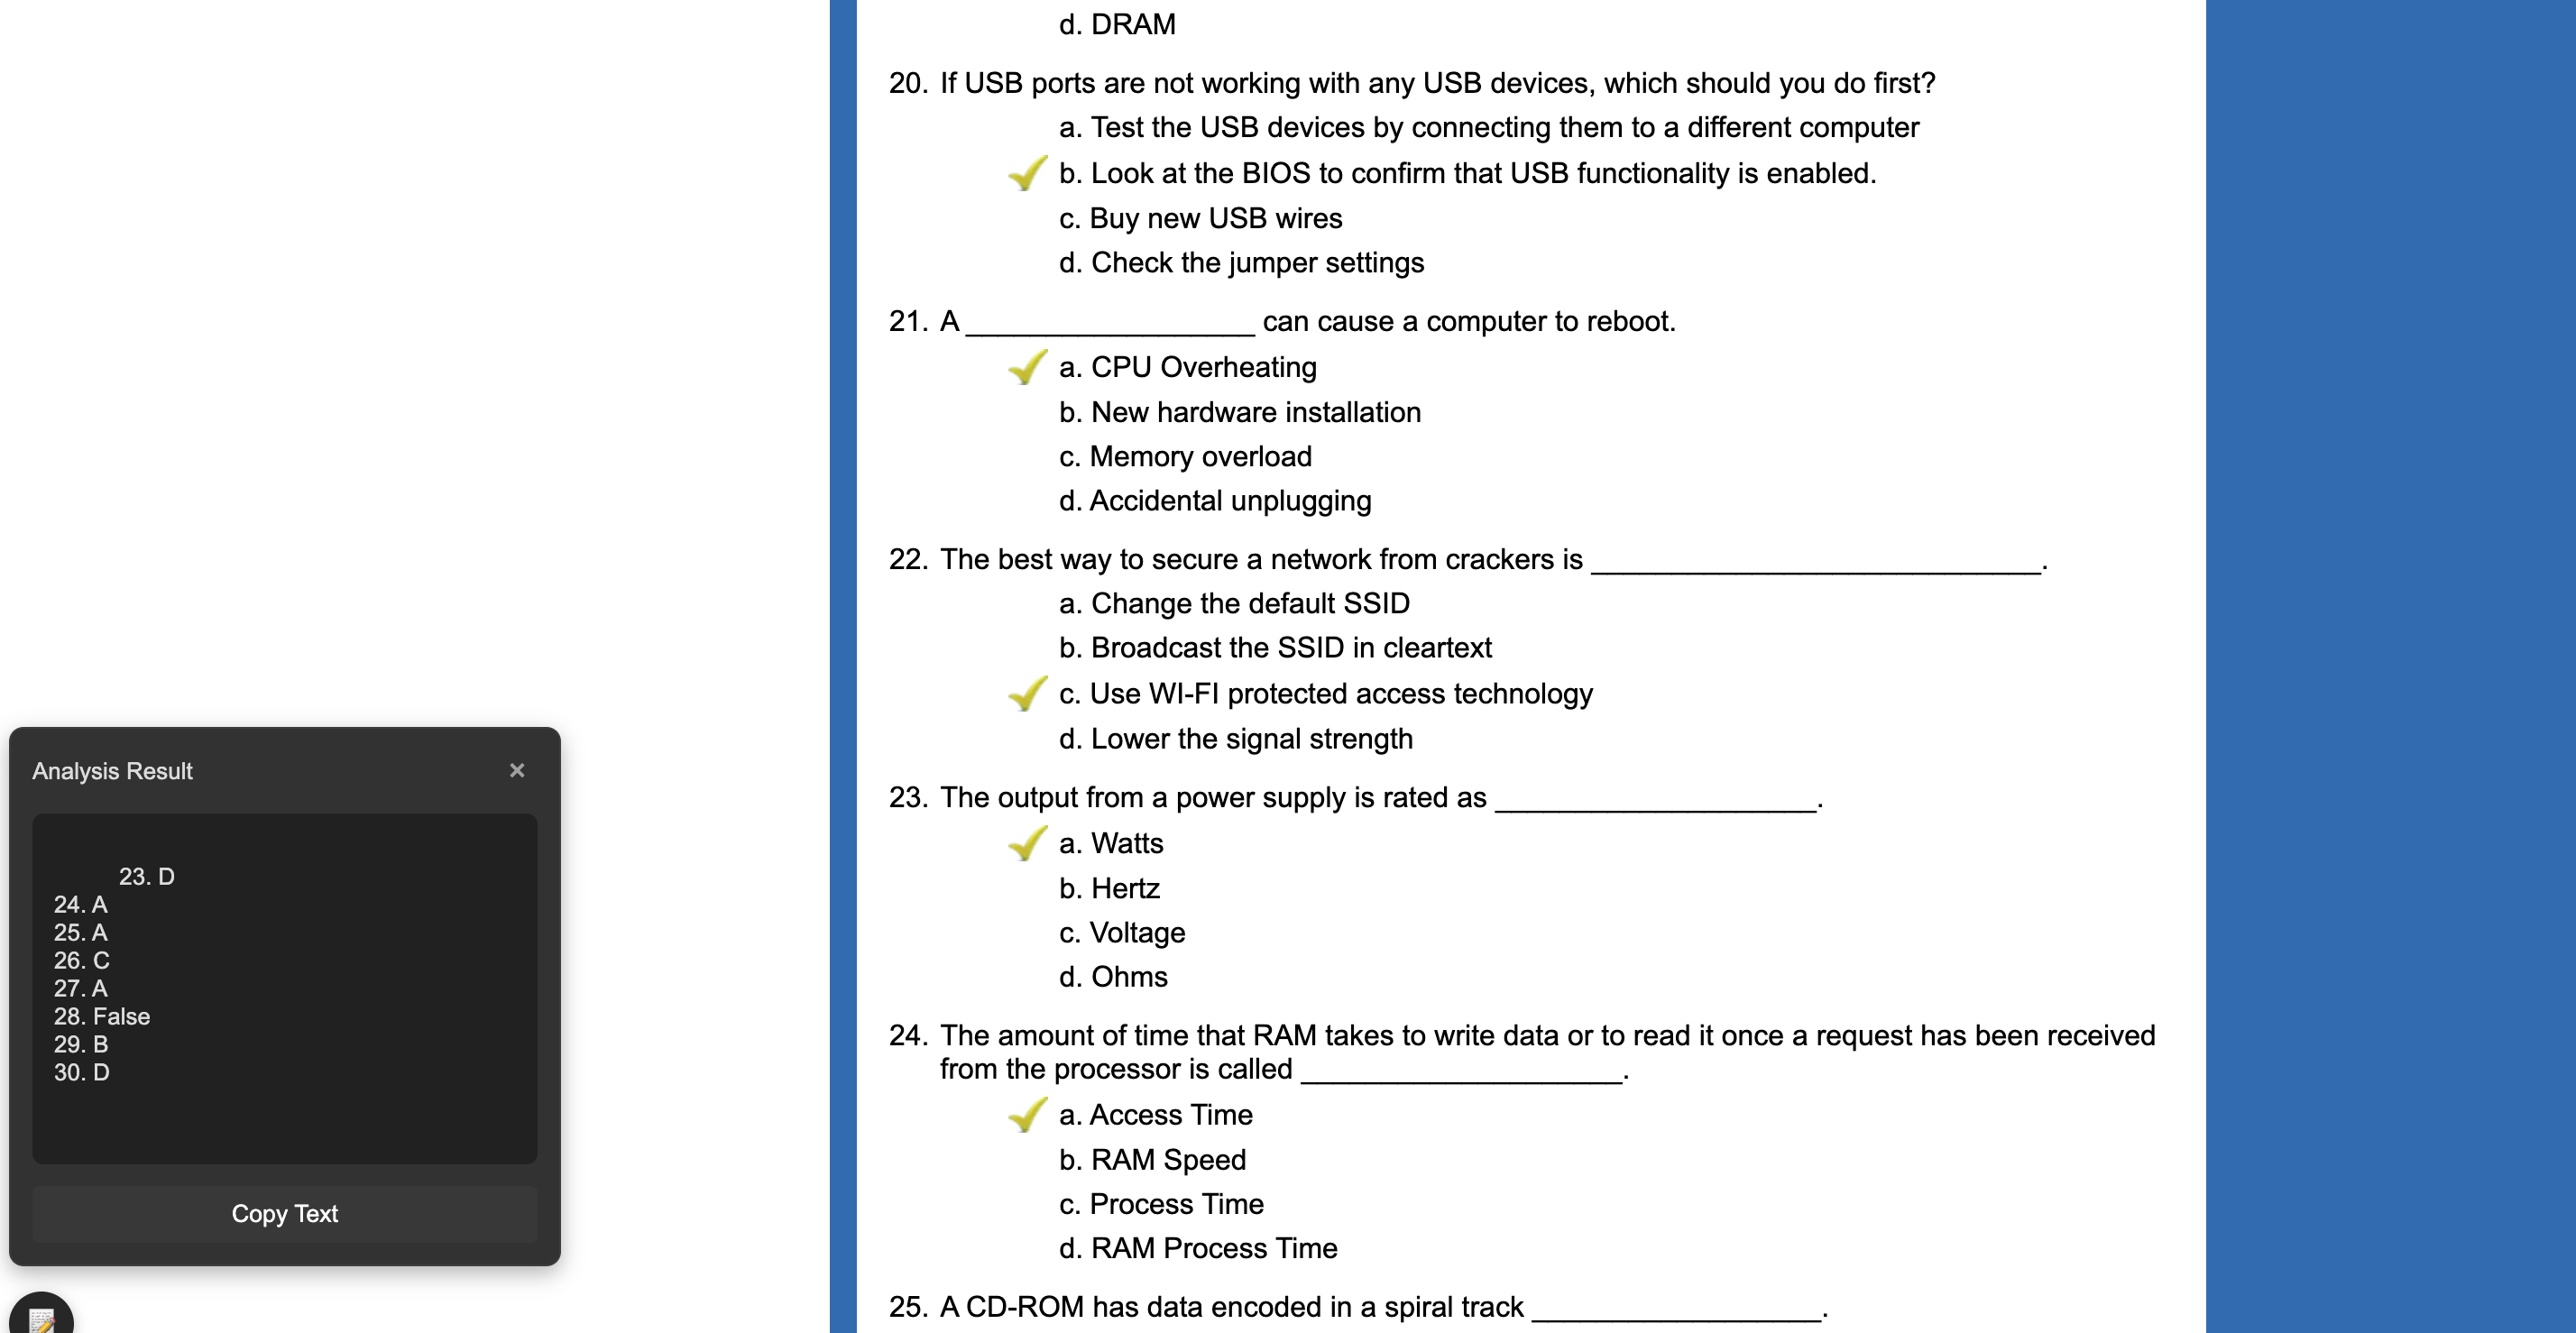 d. DRAM
20. If USB ports are not working with any USB devices, which should you do first?
a. Test the USB devices by connecting them to a different computer
b. Look at the BIOS to confirm that USB functionality is enabled.
c. Buy new USB wires
d. Check the jumper settings
21. A __________________ can cause a computer to reboot.
a. CPU Overheating
b. New hardware installation
c. Memory overload
d. Accidental unplugging
22. The best way to secure a network from crackers is ____________________________.
a. Change the default SSID
b. Broadcast the SSID in cleartext
c. Use WI-FI protected access technology
d. Lower the signal strength
23. The output from a power supply is rated as ____________________.
a. Watts
b. Hertz
c. Voltage
d. Ohms
24. The amount of time that RAM takes to write data or to read it once a request has been received
from the processor is called ____________________.
a. Access Time
b. RAM Speed
c. Process Time
d. RAM Process Time
25. A CD-ROM has data encoded in a spiral track __________________.
Analysis Result ×
23. D
24. A
25. A
26. C
27. A
28. False
29. B
30. D
Copy Text